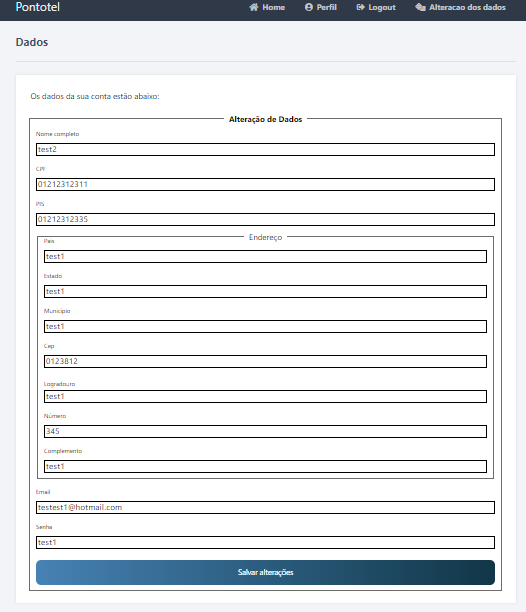 Pontotel
Home Perfil Logout Alteracao dos dados
Dados
Os dados da sua conta estão abaixo:
Alteração de Dados
Nome completo
test2
CPF
01212312311
PIS
01212312335
Endereço
Pais
test1
Estado
test1
Municipio
test1
Cep
0123812
Logradouro
test1
Número
345
Complemento
test1
Email
testest1@hotmail.com
Senha
test1
Salvar alterações